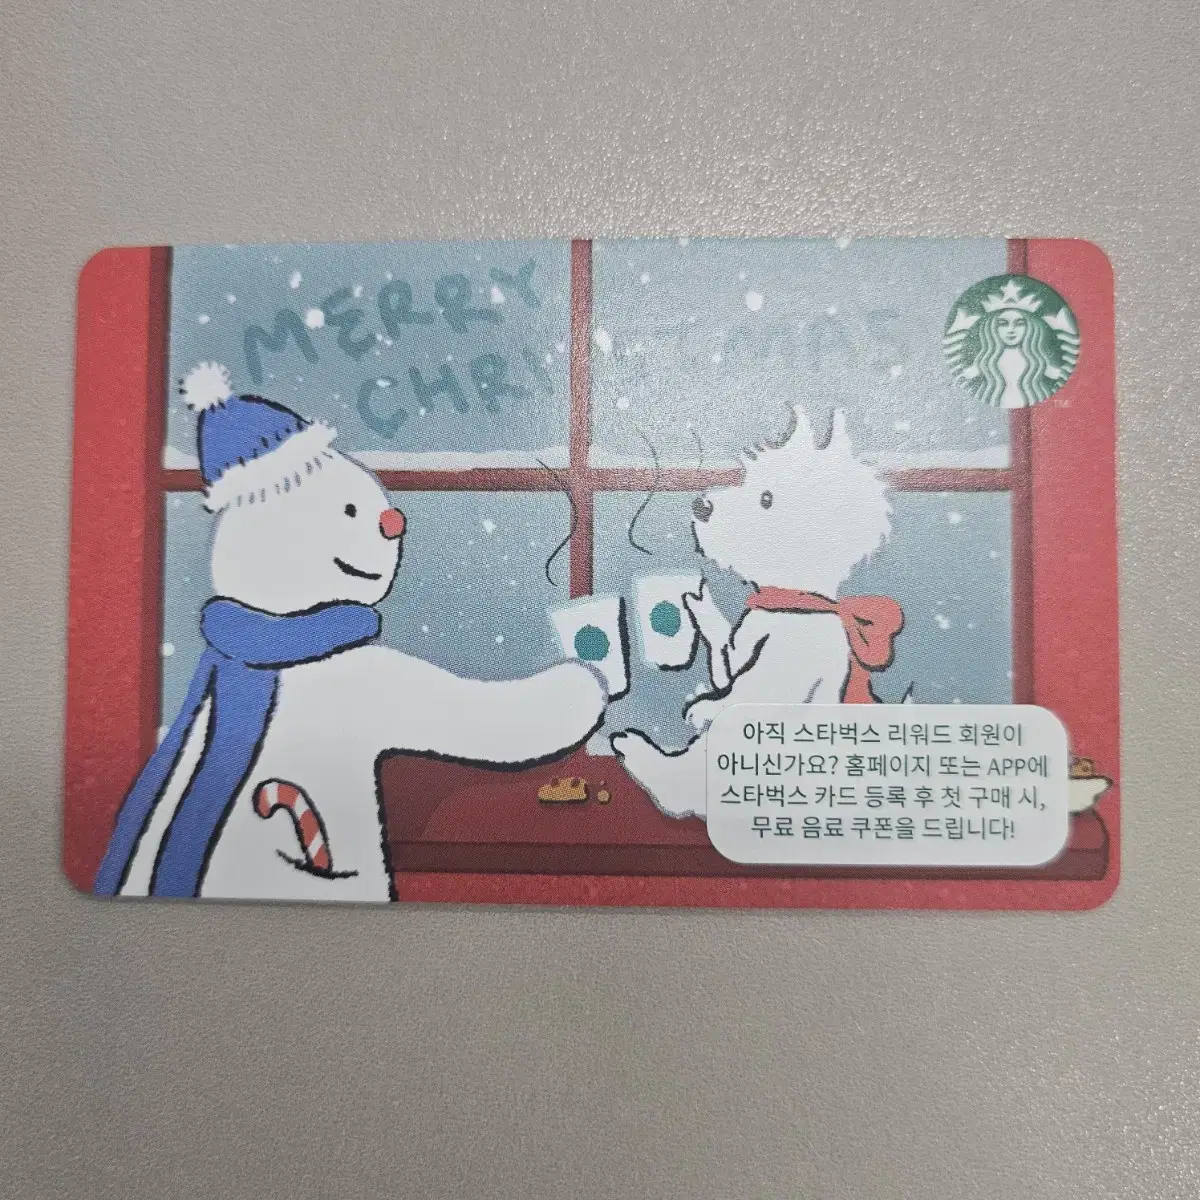 MERRY
CHRISTMAS
TM
아직 스타벅스 리워드 회원이
아니신가요? 홈페이지 또는 APP에
스타벅스 카드 등록 후 첫 구매 시,
무료 음료 쿠폰을 드립니다!